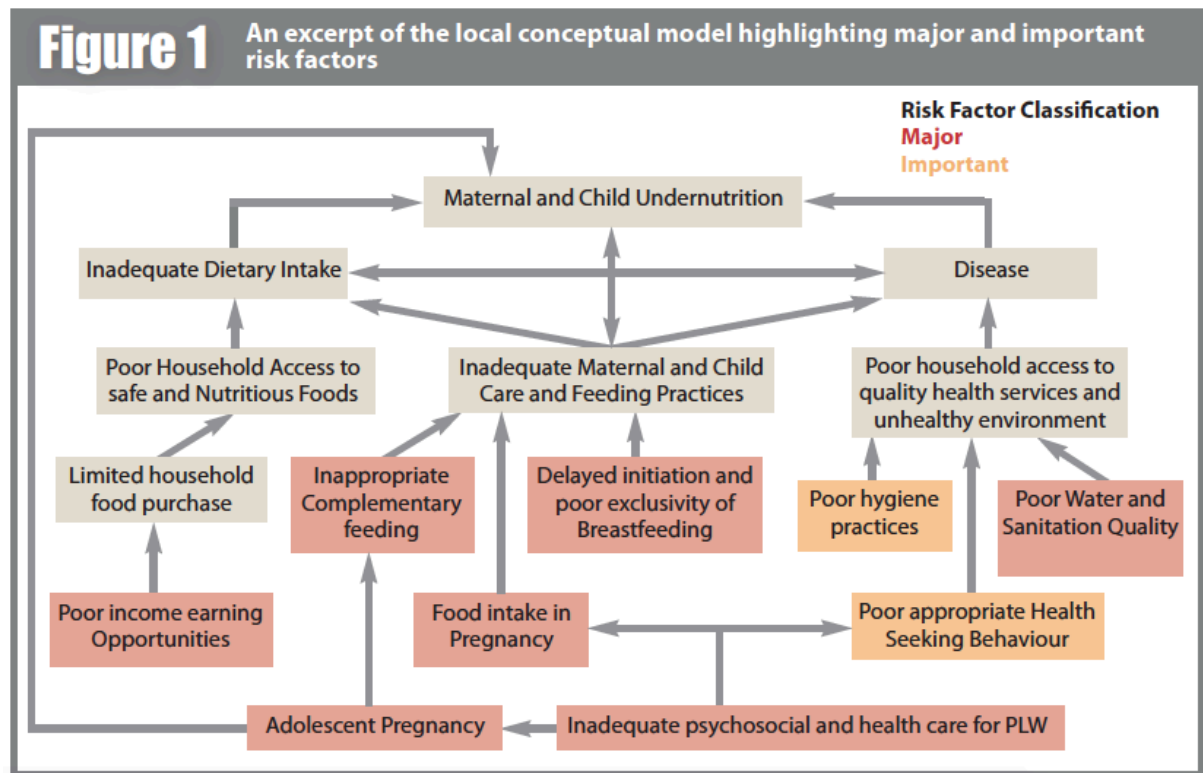 Figure 1
An excerpt of the local conceptual model highlighting major and important
risk factors
Risk Factor Classification
Major
Important
Maternal and Child Undernutrition
Inadequate Dietary Intake
Disease
Poor Household Access to
safe and Nutritious Foods
Inadequate Maternal and Child
Care and Feeding Practices
Poor household access to
quality health services and
unhealthy environment
Limited household
food purchase
Inappropriate
Complementary
feeding
Delayed initiation and
poor exclusivity of
Breastfeeding
Poor hygiene
practices
Poor Water and
Sanitation Quality
Poor income earning
Opportunities
Food intake in
Pregnancy
Poor appropriate Health
Seeking Behaviour
Adolescent Pregnancy
Inadequate psychosocial and health care for PLW